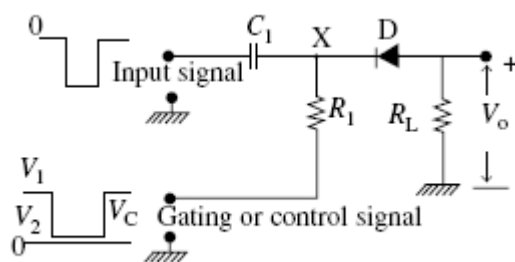 0
C1
X
D
+
Input signal
R1
RL
Vo
V1
V2
VC
Gating or control signal
0